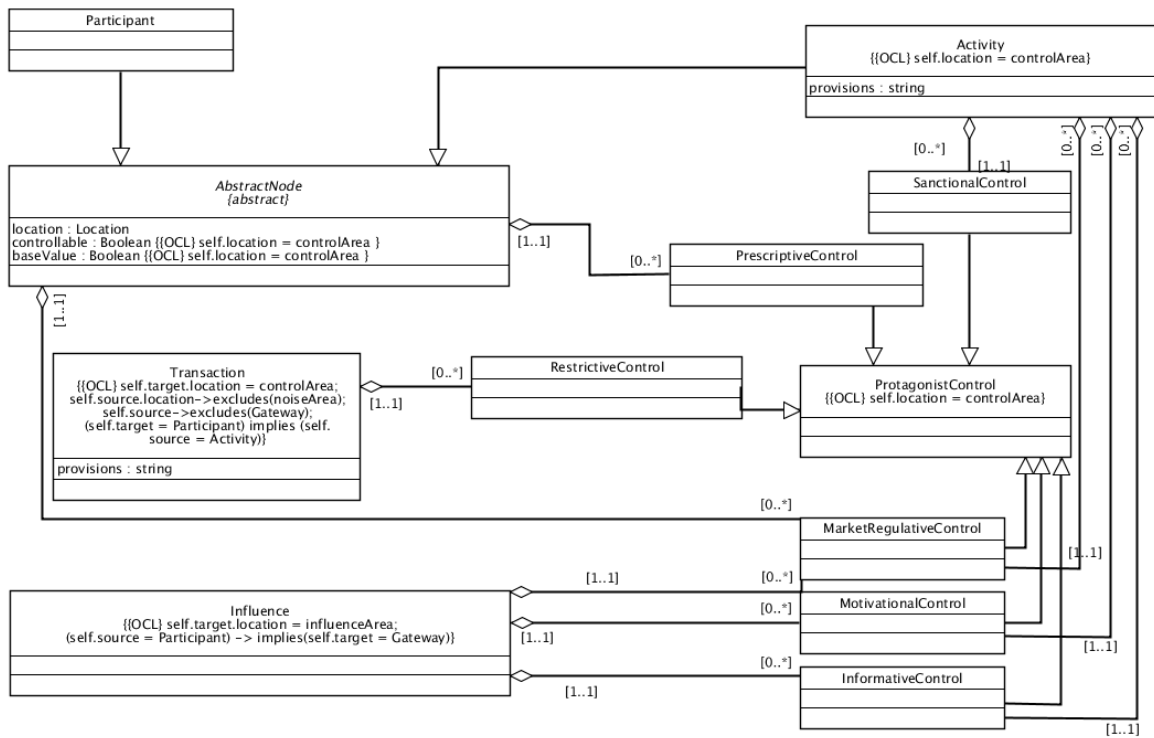 Participant
Activity
{{OCL} self.location = controlArea}
provisions : string
[0..*]
[0..*]
[0..*]
[0..*]
[1..1]
SanctionalControl
AbstractNode
{abstract}
location : Location
controllable : Boolean {{OCL} self.location = controlArea }
baseValue : Boolean {{OCL} self.location = controlArea }
[1..1]
[0..*]
PrescriptiveControl
[1..1]
Transaction
{{OCL} self.target.location = controlArea;
self.source.location->excludes(noiseArea);
self.source->excludes(Gateway);
(self.target = Participant) implies (self.
source = Activity)}
provisions : string
[1..1]
[0..*]
RestrictiveControl
ProtagonistControl
{{OCL} self.location = controlArea}
[0..*]
MarketRegulativeControl
[1..1]
[1..1]
[0..*]
Influence
{{OCL} self.target.location = influenceArea;
(self.source = Participant) -> implies(self.target = Gateway)}
[1..1]
[0..*]
MotivationalControl
[1..1]
[1..1]
[0..*]
InformativeControl
[1..1]